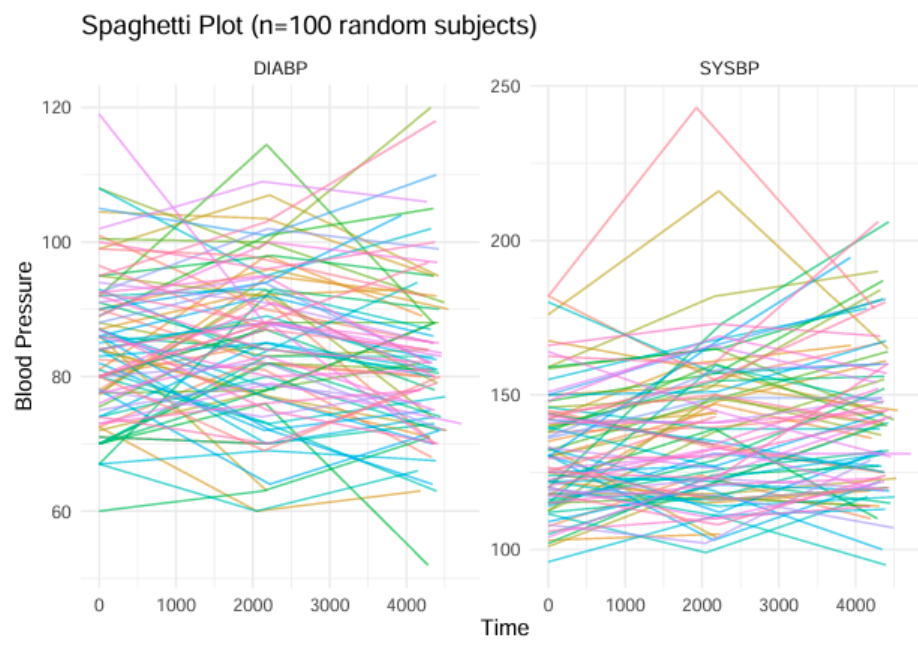 Spaghetti Plot (n=100 random subjects)
DIABP
SYSBP
Blood Pressure
120
100
80
60
250
200
150
100
0 1000 2000 3000 4000
0 1000 2000 3000 4000
Time